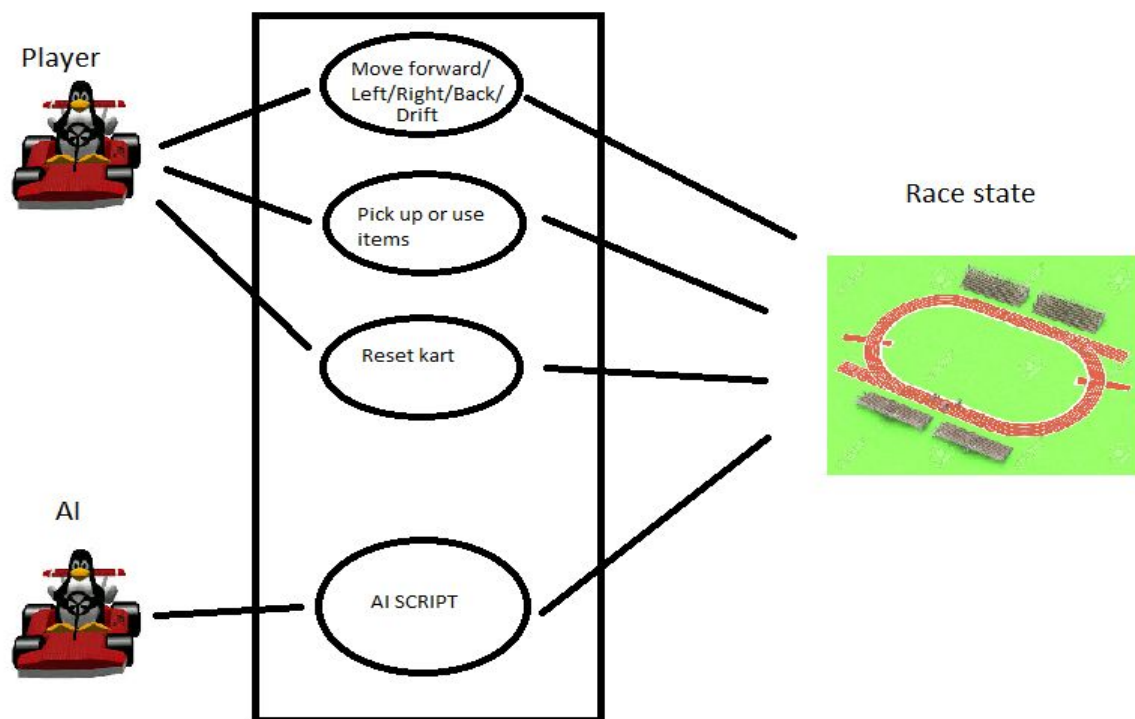 Player
Move forward/
Left/Right/Back/
Drift
Pick up or use
items
Reset kart
Race state
AI
AI SCRIPT